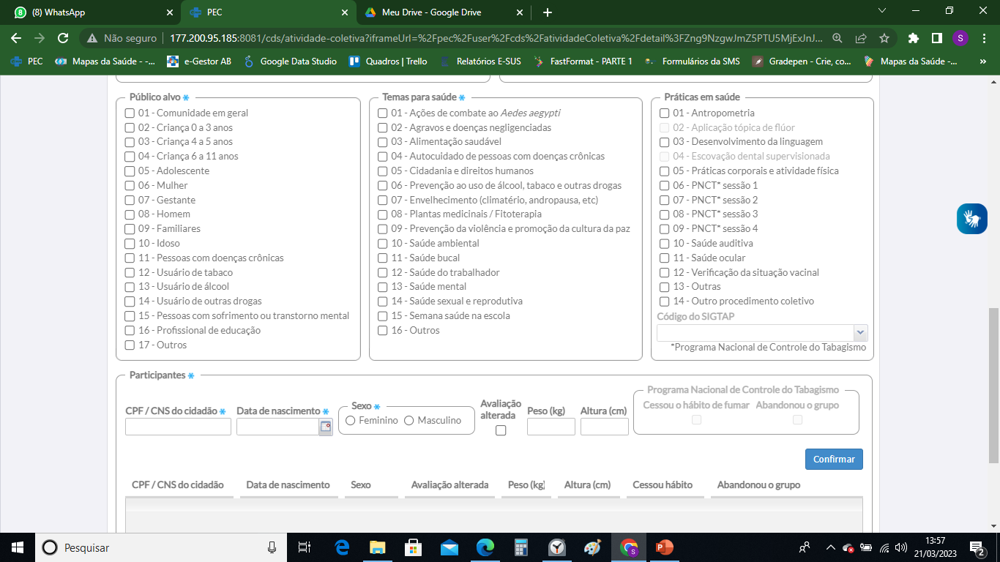 (8) WhatsApp
PEC
Meu Drive - Google Drive
Não seguro
177.200.95.185:8081/cds/atividade-coletiva?iframeUrl=%2Fpec%2Fuser%2Fcds%2FatividadeColetiva%2Fdetail%3FZng9NzgwJmZ5PTU5MjExJnJ...
S
PEC
Mapas da Saúde - -...
e-Gestor AB
Google Data Studio
Quadros | Trello
Relatórios E-SUS
FastFormat - PARTE 1
Formulários da SMS
Gradepen - Crie, co...
Mapas da Saúde -...
»
Público alvo *
01 - Comunidade em geral
02 - Criança 0 a 3 anos
03 - Criança 4 a 5 anos
04 - Criança 6 a 11 anos
05 - Adolescente
06 - Mulher
07 - Gestante
08 - Homem
09 - Familiares
10 - Idoso
11 - Pessoas com doenças crônicas
12 - Usuário de tabaco
13 - Usuário de álcool
14 - Usuário de outras drogas
15 - Pessoas com sofrimento ou transtorno mental
16 - Profissional de educação
17 - Outros
Temas para saúde *
01 - Ações de combate ao Aedes aegypti
02 - Agravos e doenças negligenciadas
03 - Alimentação saudável
04 - Autocuidado de pessoas com doenças crônicas
05 - Cidadania e direitos humanos
06 - Prevenção ao uso de álcool, tabaco e outras drogas
07 - Envelhecimento (climatério, andropausa, etc)
08 - Plantas medicinais / Fitoterapia
09 - Prevenção da violência e promoção da cultura da paz
10 - Saúde ambiental
11 - Saúde bucal
12 - Saúde do trabalhador
13 - Saúde mental
14 - Saúde sexual e reprodutiva
15 - Semana saúde na escola
16 - Outros
Práticas em saúde
01 - Antropometria
02 - Aplicação tópica de flúor
03 - Desenvolvimento da linguagem
04 - Escovação dental supervisionada
05 - Práticas corporais e atividade física
06 - PNCT* sessão 1
07 - PNCT* sessão 2
08 - PNCT* sessão 3
09 - PNCT* sessão 4
10 - Saúde auditiva
11 - Saúde ocular
12 - Verificação da situação vacinal
13 - Outras
14 - Outro procedimento coletivo
Código do SIGTAP
*Programa Nacional de Controle do Tabagismo
Participantes *
CPF / CNS do cidadão *
Data de nascimento *
Sexo *
Feminino
Masculino
Avaliação
alterada
Peso (kg)
Altura (cm)
Programa Nacional de Controle do Tabagismo
Cessou o hábito de fumar
Abandonou o grupo
Confirmar
CPF / CNS do cidadão
Data de nascimento
Sexo
Avaliação alterada
Peso (kg)
Altura (cm)
Cessou hábito
Abandonou o grupo
Pesquisar
13:57
21/03/2023
2